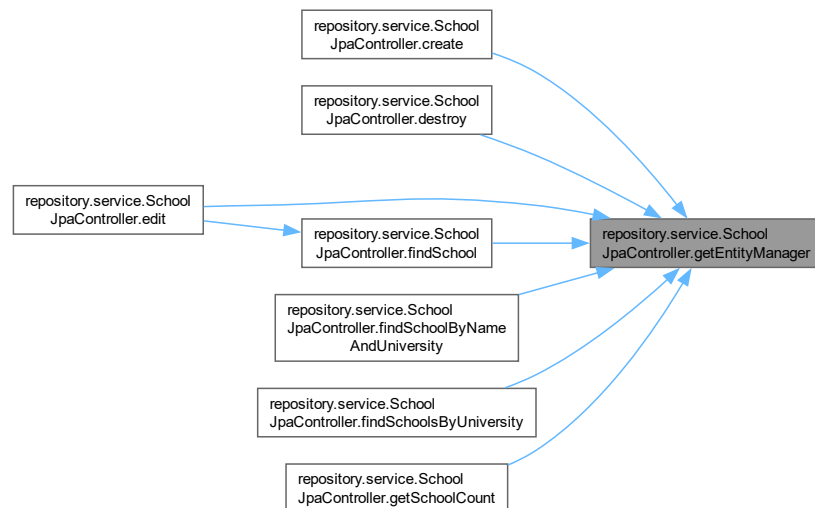 repository.service.School
JpaController.create
repository.service.School
JpaController.destroy
repository.service.School
JpaController.edit
repository.service.School
JpaController.findSchool
repository.service.School
JpaController.getEntityManager
repository.service.School
JpaController.findSchoolByName
AndUniversity
repository.service.School
JpaController.findSchoolsByUniversity
repository.service.School
JpaController.getSchoolCount